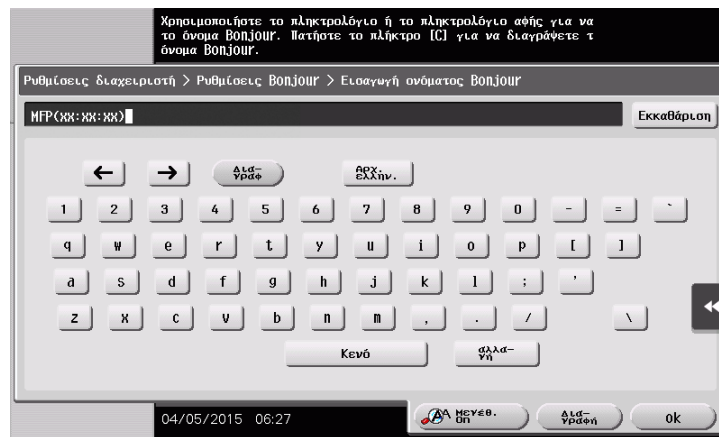 Χρησιμοποιήστε το πληκτρολόγιο ή το πληκτρολόγιο αφής για να
το όνομα Bonjour. Πατήστε το πλήκτρο [C] για να διαγράψετε τ
όνομα Bonjour.
Ρυθμίσεις διαχειριστή > Ρυθμίσεις Bonjour > Εισαγωγή ονόματος Bonjour
MFP(xx:xx:xx)
Εκκαθάριση
← → Δια-
γραφ
αρχ.
ελλην.
1 2 3 4 5 6 7 8 9 0 - = `
q w e r t y u i o p [ ]
a s d f g h j k l ; '
z x c v b n m , . / \
Κενό
αλλα-
γή
04/05/2015 06:27
AA Μεγέθ.
on
Δια-
γραφή
ok